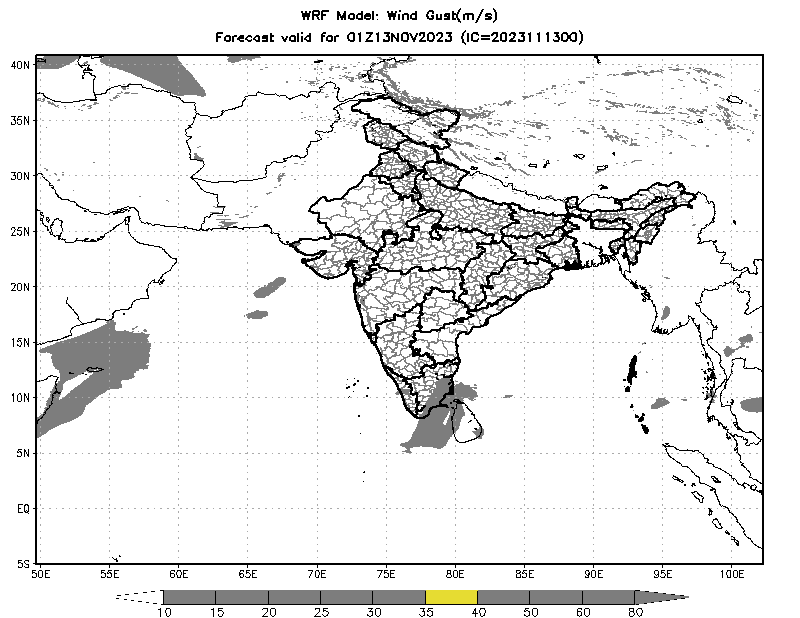 WRF Model: Wind Gust(m/s)
Forecast valid for 01Z13NOV2023 (IC=2023111300)
40N
35N
30N
25N
20N
15N
10N
5N
EQ
5S
50E 55E 60E 65E 70E 75E 80E 85E 90E 95E 100E
10 15 20 25 30 35 40 50 60 80